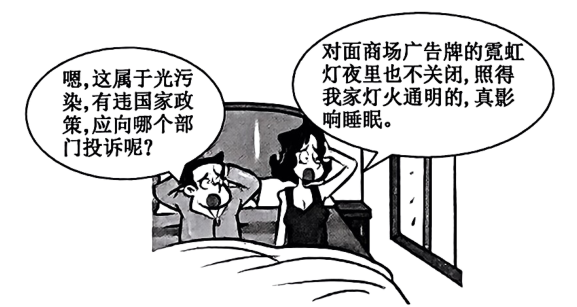 嗯,这属于光污
染,有违国家政
策,应向哪个部
门投诉呢?
对面商场广告牌的霓虹
灯夜里也不关闭,照得
我家灯火通明的,真影
响睡眠。